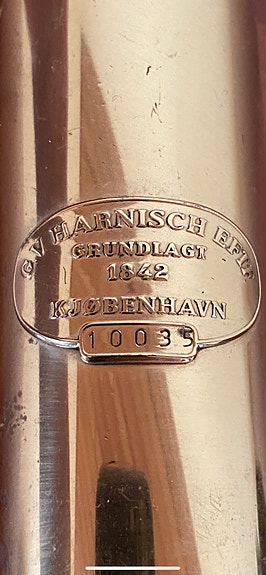 G.V HARNISCH EFTF
GRUNDLAGT
1842
KJØBENHAVN
10035